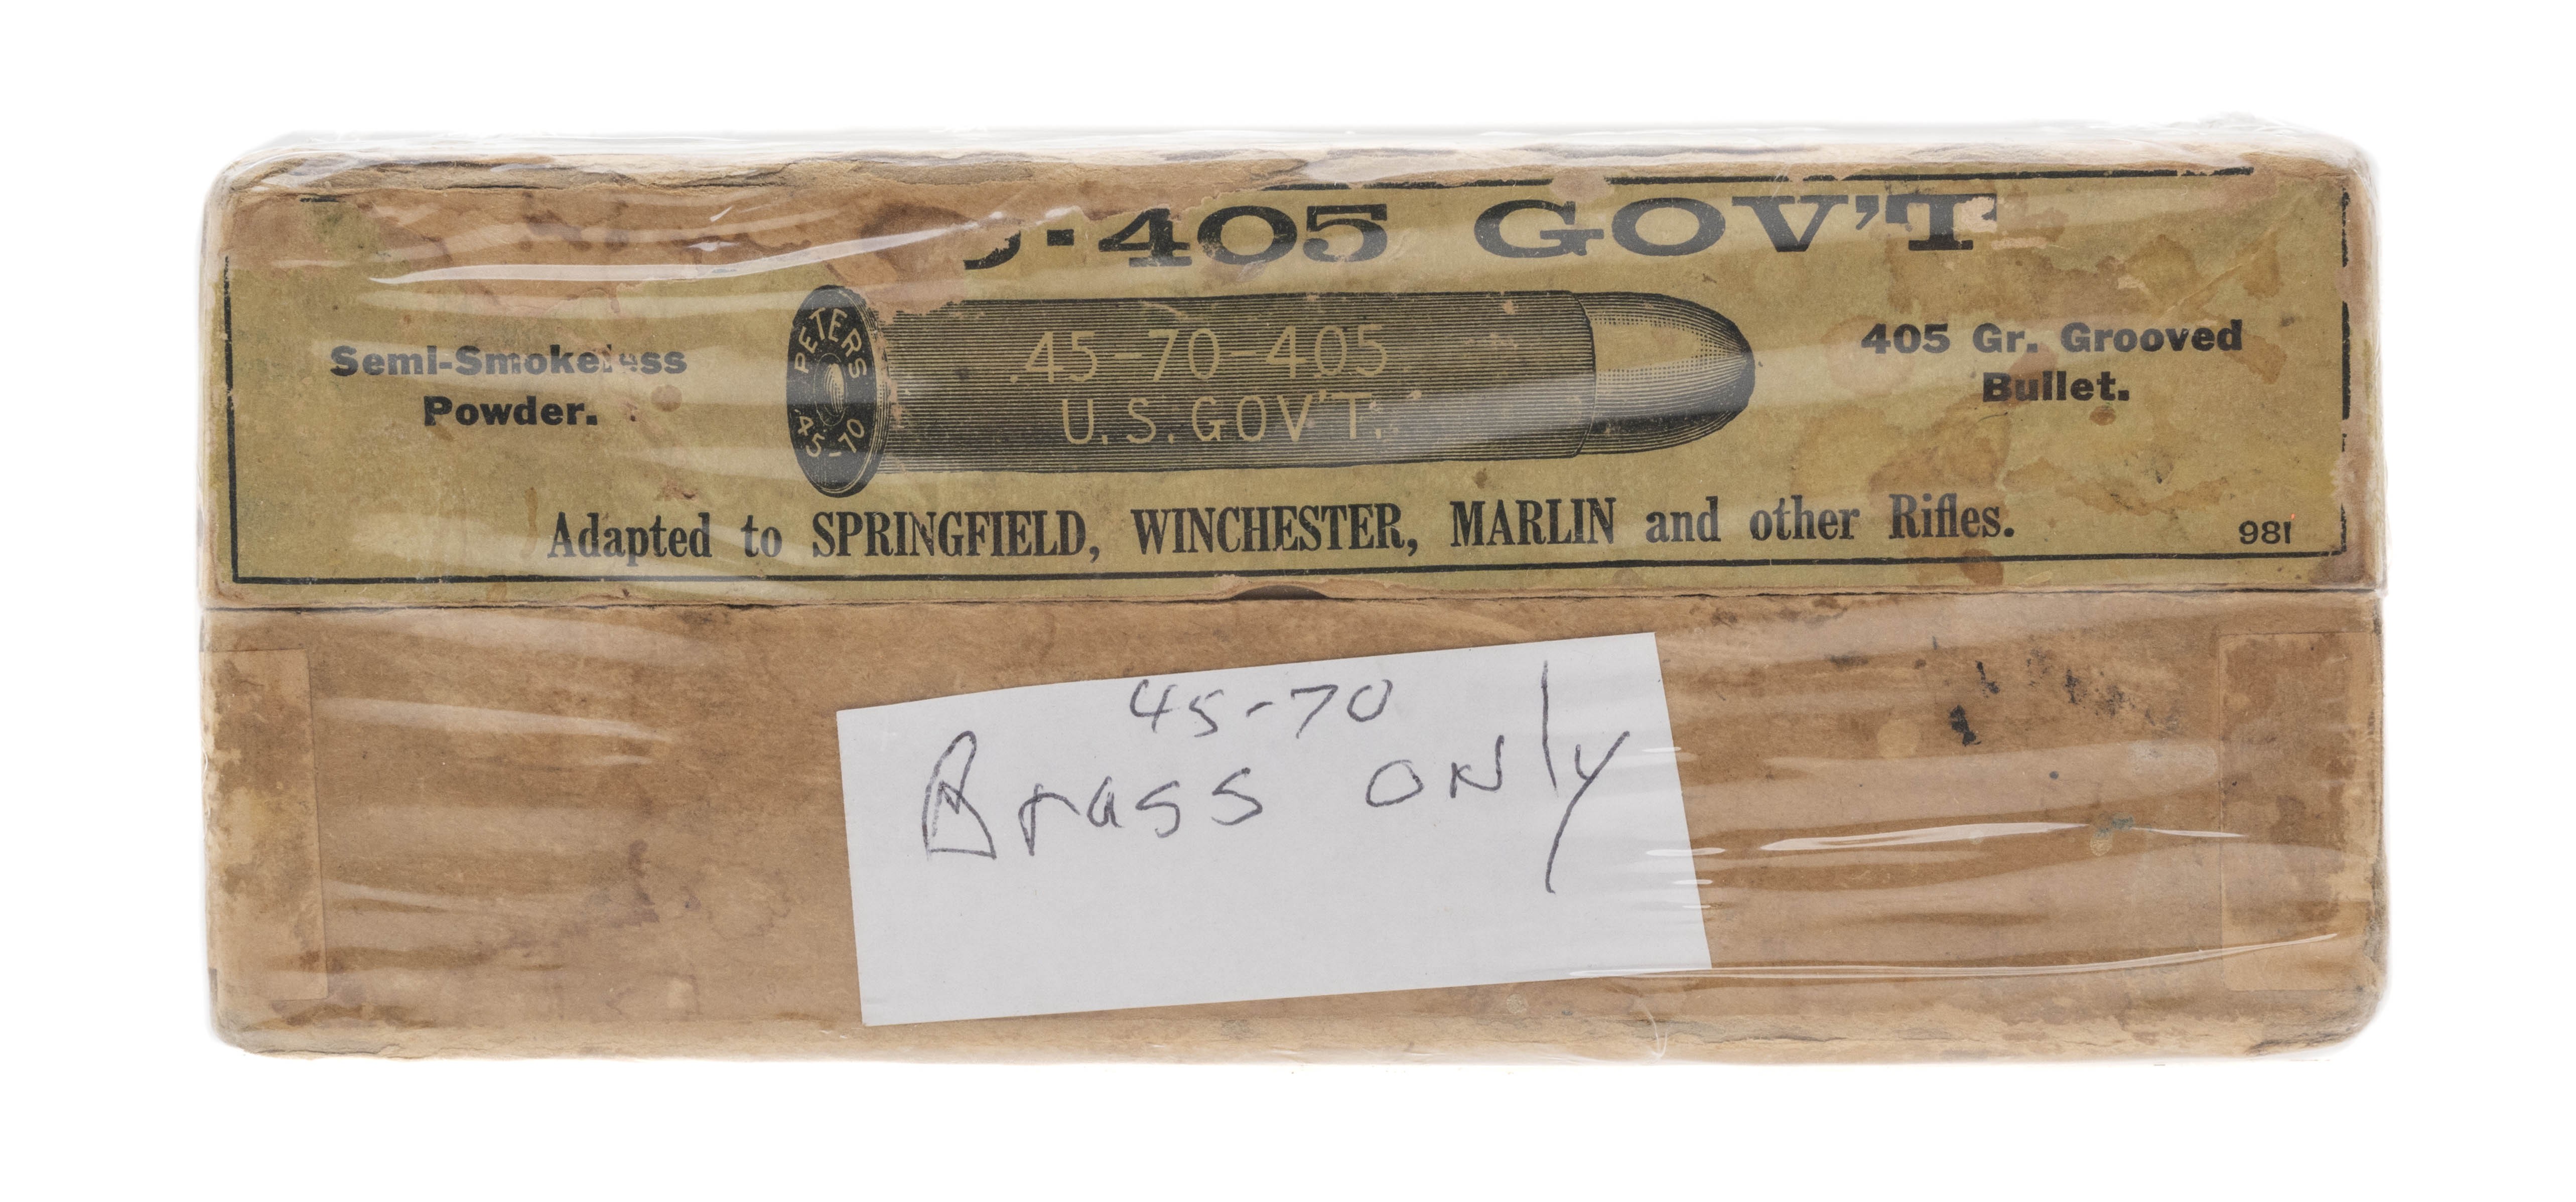 -405 GOV'T
Semi-Smokeless
Powder.
PETERS
45-70
.45-70-405
U.S. GOV'T.
405 Gr. Grooved
Bullet.
Adapted to SPRINGFIELD, WINCHESTER, MARLIN and other Rifles.
981
45-70
Brass only